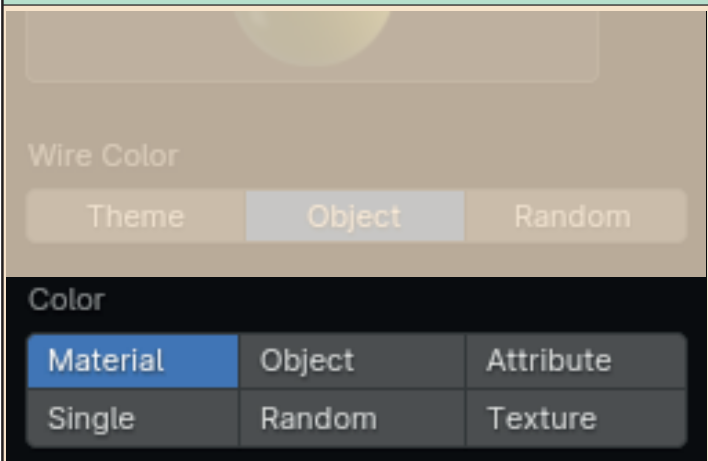 Wire Color
Theme Object Random
Color
Material Object Attribute
Single Random Texture